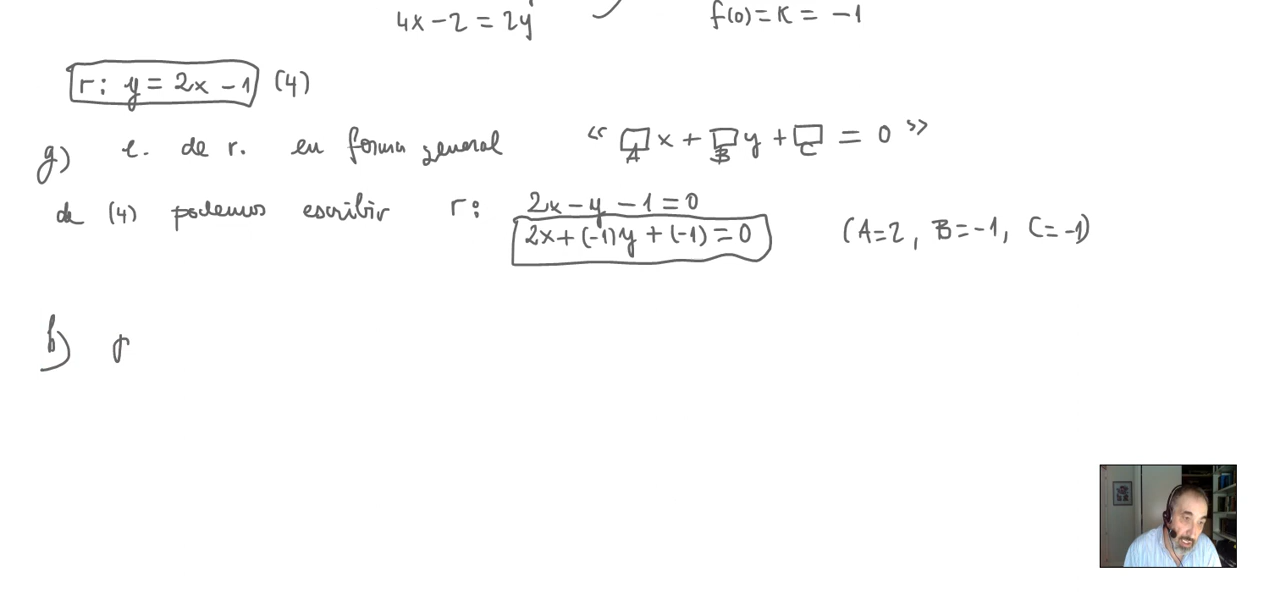 4x - 2 = 2y f(0) = K = -1
r: y = 2x - 1 (4)
g) e. de r. en forma general « □x + □y + □ = 0 »
A B C
de (4) podemos escribir r: 2x - y - 1 = 0
2x + (-1)y + (-1) = 0 (A=2, B=-1, C=-1)
h) r